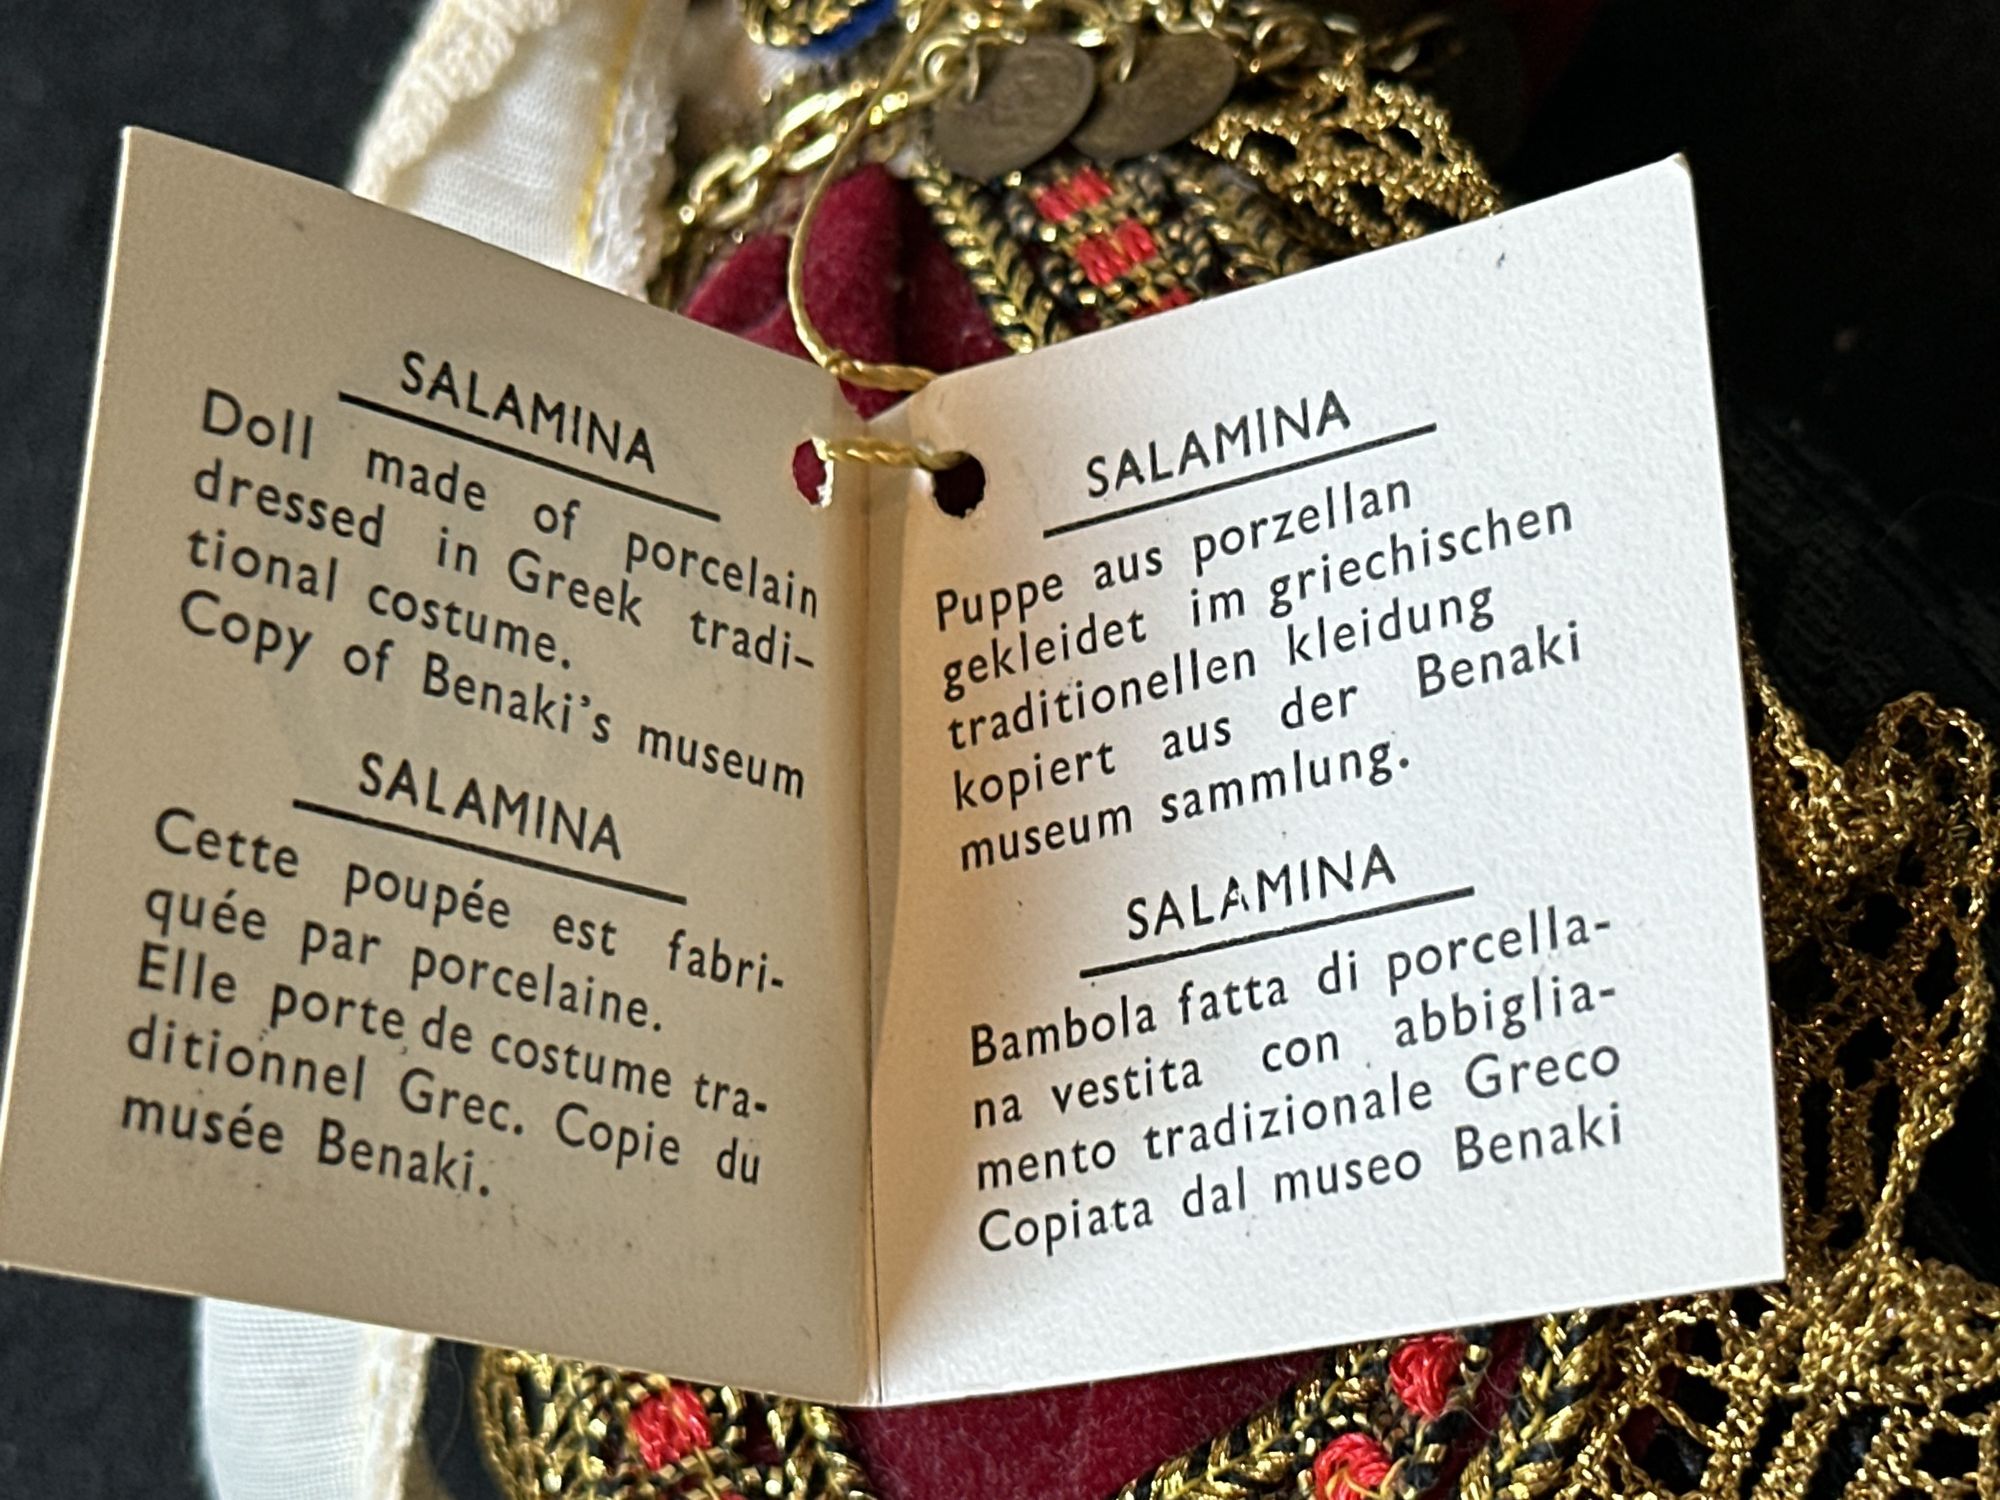 SALAMINA
Doll made of porcelain
dressed in Greek tradi-
tional costume.
Copy of Benaki's museum
SALAMINA
Cette poupée est fabri-
quée par porcelaine.
Elle porte de costume tra-
ditionnel Grec. Copie du
musée Benaki.
SALAMINA
Puppe aus porzellan
gekleidet im griechischen
traditionellen kleidung
kopiert aus der Benaki
museum sammlung.
SALAMINA
Bambola fatta di porcella-
na vestita con abbiglia-
mento tradizionale Greco
Copiata dal museo Benaki